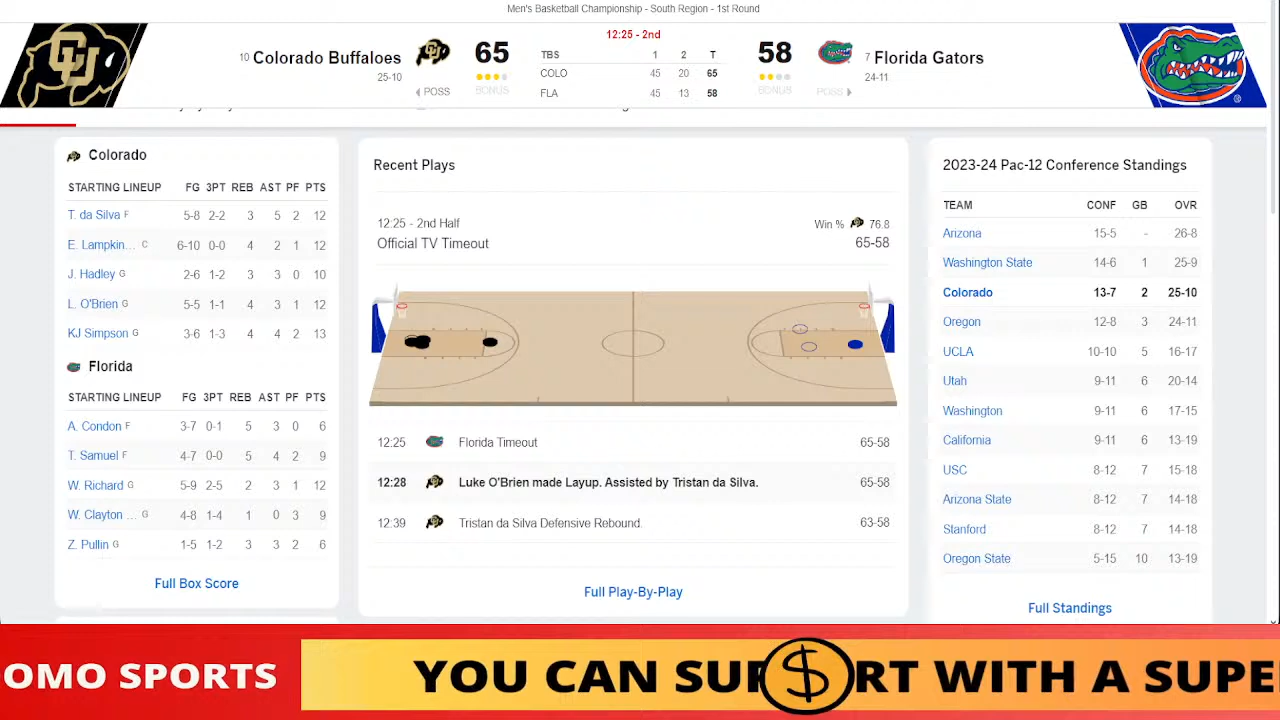 Men's Basketball Championship - South Region - 1st Round
10 Colorado Buffaloes
25-10
65
BONUS
POSS
12:25 - 2nd
TBS 1 2 T
COLO 45 20 65
FLA 45 13 58
58
BONUS
POSS
7 Florida Gators
24-11
Colorado
STARTING LINEUP FG 3PT REB AST PF PTS
T. da Silva F 5-8 2-2 3 5 2 12
E. Lampkin... C 6-10 0-0 4 2 1 12
J. Hadley G 2-6 1-2 3 3 0 10
L. O'Brien G 5-5 1-1 4 3 1 12
KJ Simpson G 3-6 1-3 4 4 2 13
Florida
STARTING LINEUP FG 3PT REB AST PF PTS
A. Condon F 3-7 0-1 5 3 0 6
T. Samuel F 4-7 0-0 5 4 2 9
W. Richard G 5-9 2-5 2 3 1 12
W. Clayton ... G 4-8 1-4 1 0 3 9
Z. Pullin G 1-5 1-2 3 3 2 6
Full Box Score
Recent Plays
12:25 - 2nd Half
Win % 76.8
Official TV Timeout
65-58
12:25 Florida Timeout 65-58
12:28 Luke O'Brien made Layup. Assisted by Tristan da Silva. 65-58
12:39 Tristan da Silva Defensive Rebound. 63-58
Full Play-By-Play
2023-24 Pac-12 Conference Standings
TEAM CONF GB OVR
Arizona 15-5 - 26-8
Washington State 14-6 1 25-9
Colorado 13-7 2 25-10
Oregon 12-8 3 24-11
UCLA 10-10 5 16-17
Utah 9-11 6 20-14
Washington 9-11 6 17-15
California 9-11 6 13-19
USC 8-12 7 15-18
Arizona State 8-12 7 14-18
Stanford 8-12 7 14-18
Oregon State 5-15 10 13-19
Full Standings
OMO SPORTS
YOU CAN SUP RT WITH A SUPE